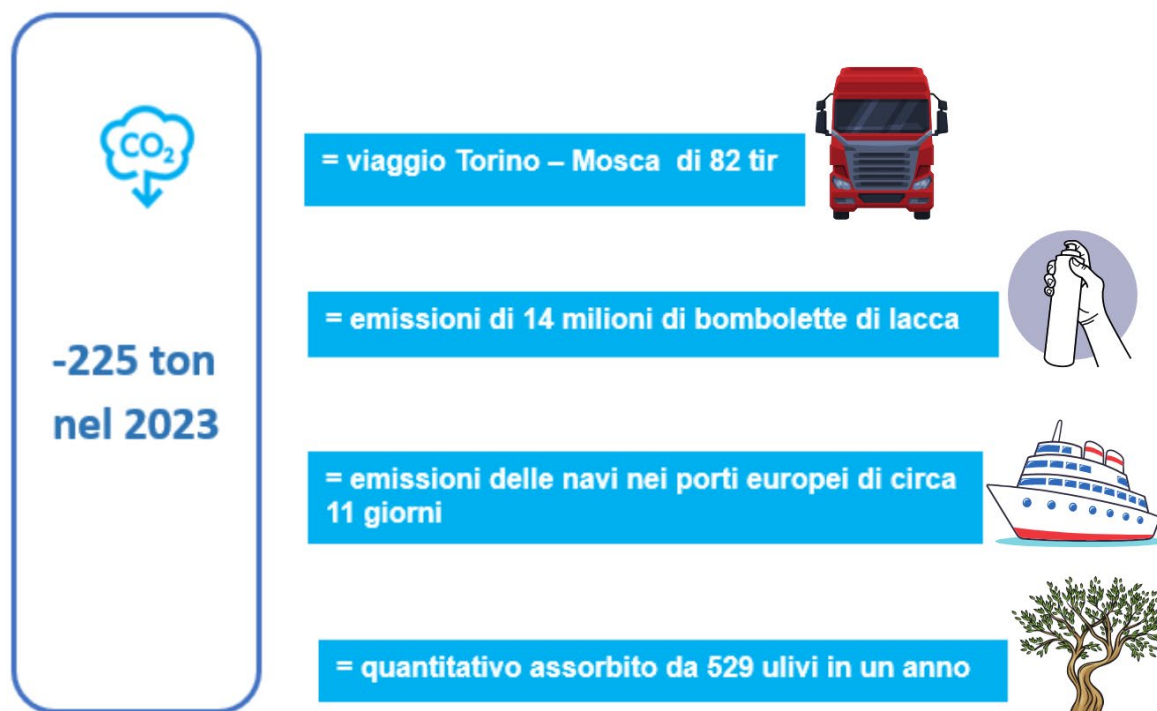 CO2
-225 ton
nel 2023
= viaggio Torino – Mosca di 82 tir
= emissioni di 14 milioni di bombolette di lacca
= emissioni delle navi nei porti europei di circa
11 giorni
= quantitativo assorbito da 529 ulivi in un anno